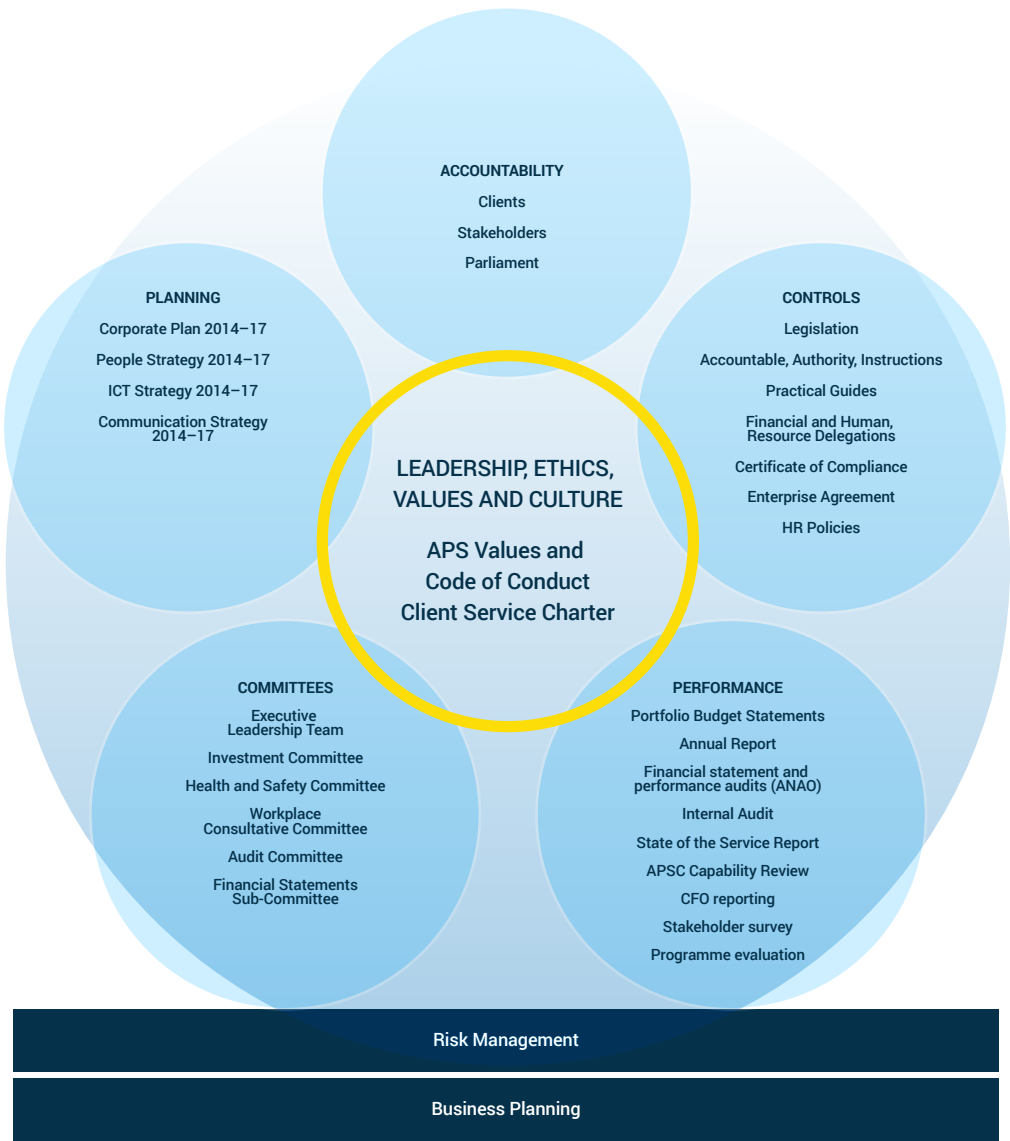 ACCOUNTABILITY
Clients
Stakeholders
Parliament
PLANNING
Corporate Plan 2014–17
People Strategy 2014–17
ICT Strategy 2014–17
Communication Strategy
2014–17
CONTROLS
Legislation
Accountable, Authority, Instructions
Practical Guides
Financial and Human,
Resource Delegations
Certificate of Compliance
Enterprise Agreement
HR Policies
LEADERSHIP, ETHICS,
VALUES AND CULTURE
APS Values and
Code of Conduct
Client Service Charter
COMMITTEES
Executive
Leadership Team
Investment Committee
Health and Safety Committee
Workplace
Consultative Committee
Audit Committee
Financial Statements
Sub-Committee
PERFORMANCE
Portfolio Budget Statements
Annual Report
Financial statement and
performance audits (ANAO)
Internal Audit
State of the Service Report
APSC Capability Review
CFO reporting
Stakeholder survey
Programme evaluation
Risk Management
Business Planning